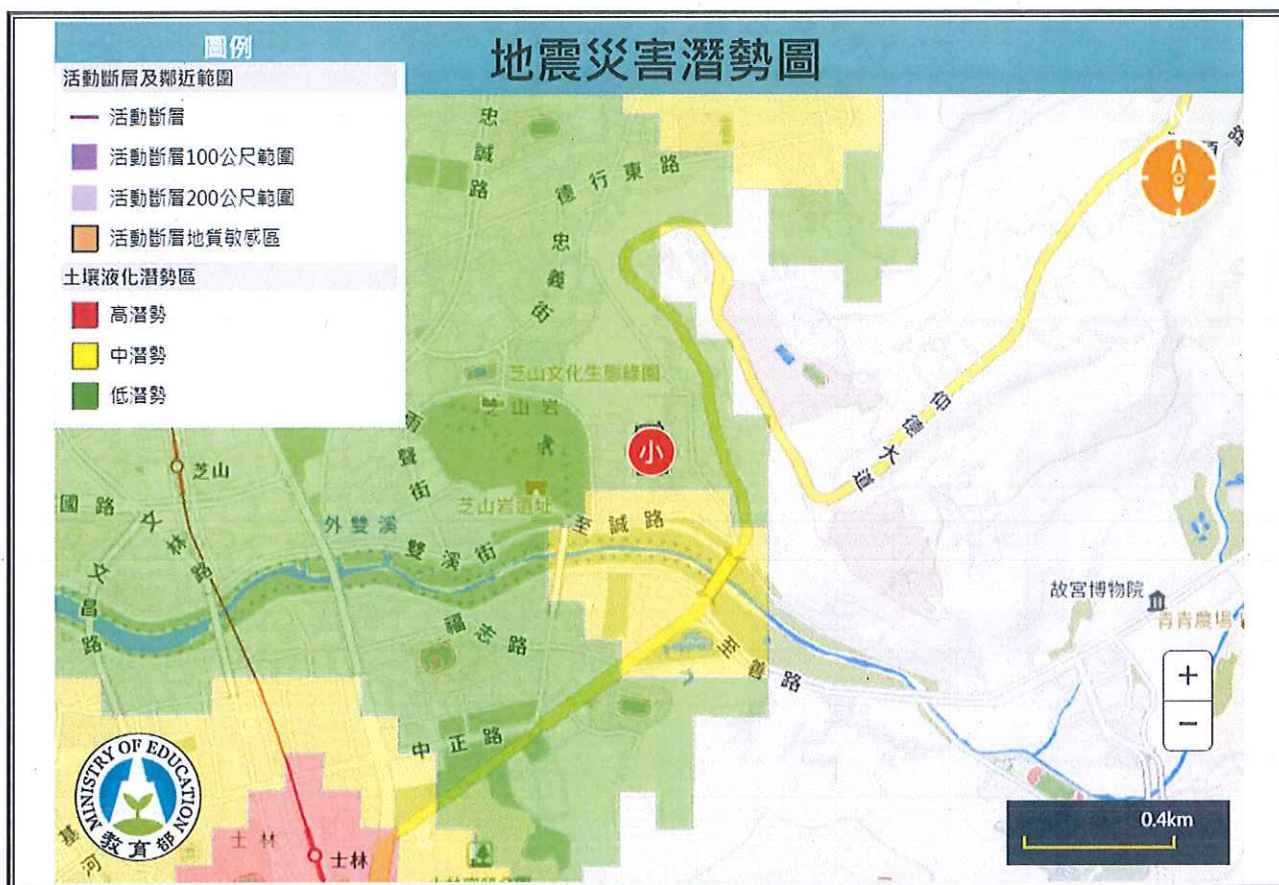 圖例
地震災害潛勢圖
活動斷層及鄰近範圍
活動斷層
活動斷層100公尺範圍
活動斷層200公尺範圍
活動斷層地質敏感區
土壤液化潛勢區
高潛勢
中潛勢
低潛勢
忠誠路
德行東路
忠義街
芝山文化生態綠園
芝山岩
仰德大道
小
雨聲街
芝山
芝山岩遺址
至誠路
國路
文林路
外雙溪
雙溪街
文昌路
福志路
至善路
故宮博物院
青青農場
+
−
中正路
MINISTRY OF EDUCATION
教育部
基河
士林
士林
0.4km